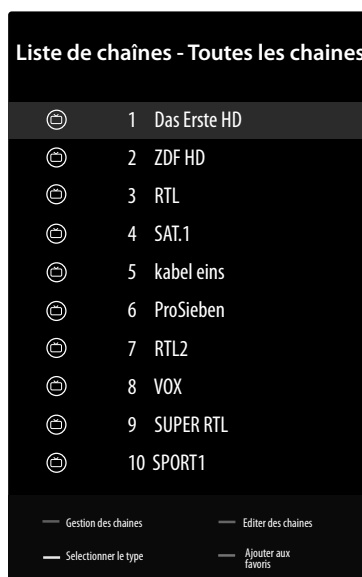 Liste de chaînes - Toutes les chaines
1 Das Erste HD
2 ZDF HD
3 RTL
4 SAT.1
5 kabel eins
6 ProSieben
7 RTL2
8 VOX
9 SUPER RTL
10 SPORT1
Gestion des chaines
Editer des chaines
Selectionner le type
Ajouter aux
favoris